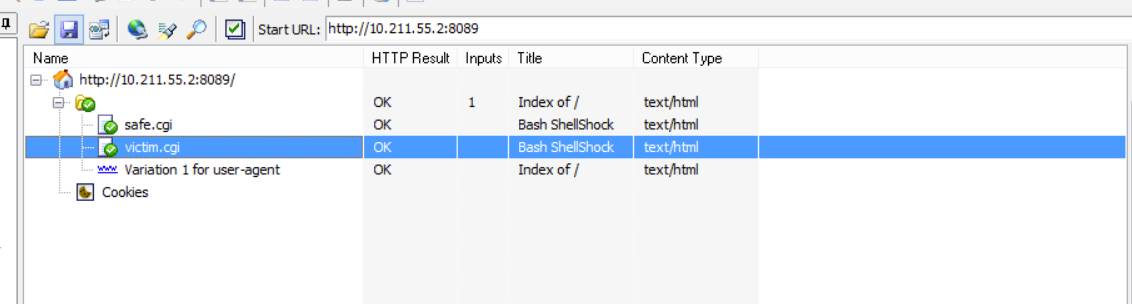 Start URL: http://10.211.55.2:8089
Name HTTP Result Inputs Title Content Type
http://10.211.55.2:8089/
OK 1 Index of / text/html
safe.cgi OK Bash ShellShock text/html
victim.cgi OK Bash ShellShock text/html
Variation 1 for user-agent OK Index of / text/html
Cookies